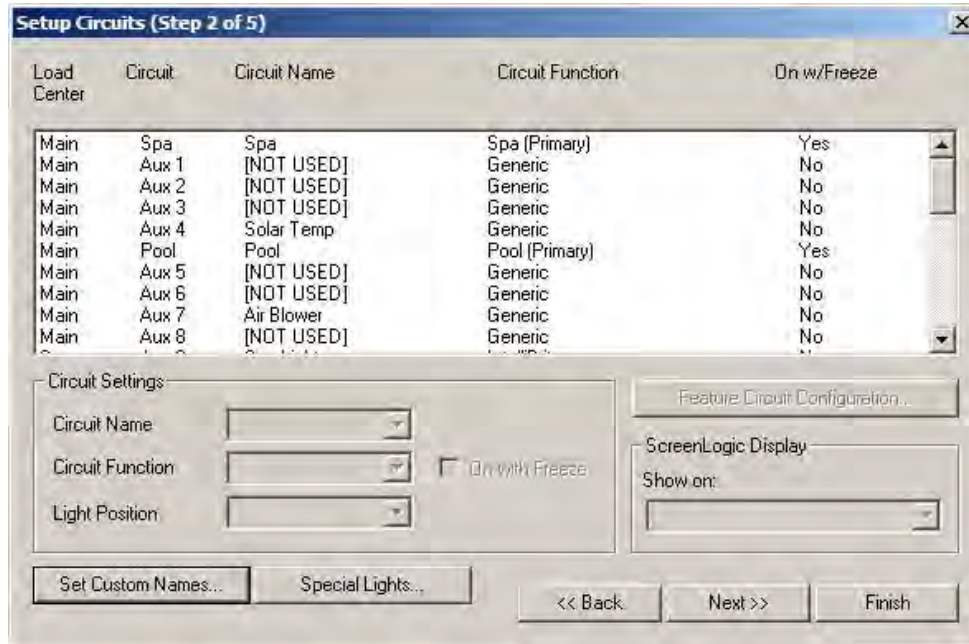 Setup Circuits (Step 2 of 5)
Load Center Circuit Circuit Name Circuit Function On w/Freeze
Main Spa Spa Spa (Primary) Yes
Main Aux 1 [NOT USED] Generic No
Main Aux 2 [NOT USED] Generic No
Main Aux 3 [NOT USED] Generic No
Main Aux 4 Solar Temp Generic No
Main Pool Pool Pool (Primary) Yes
Main Aux 5 [NOT USED] Generic No
Main Aux 6 [NOT USED] Generic No
Main Aux 7 Air Blower Generic No
Main Aux 8 [NOT USED] Generic No
Circuit Settings
Circuit Name
Circuit Function
On with Freeze
Light Position
Feature Circuit Configuration...
ScreenLogic Display
Show on:
Set Custom Names... Special Lights... << Back Next >> Finish